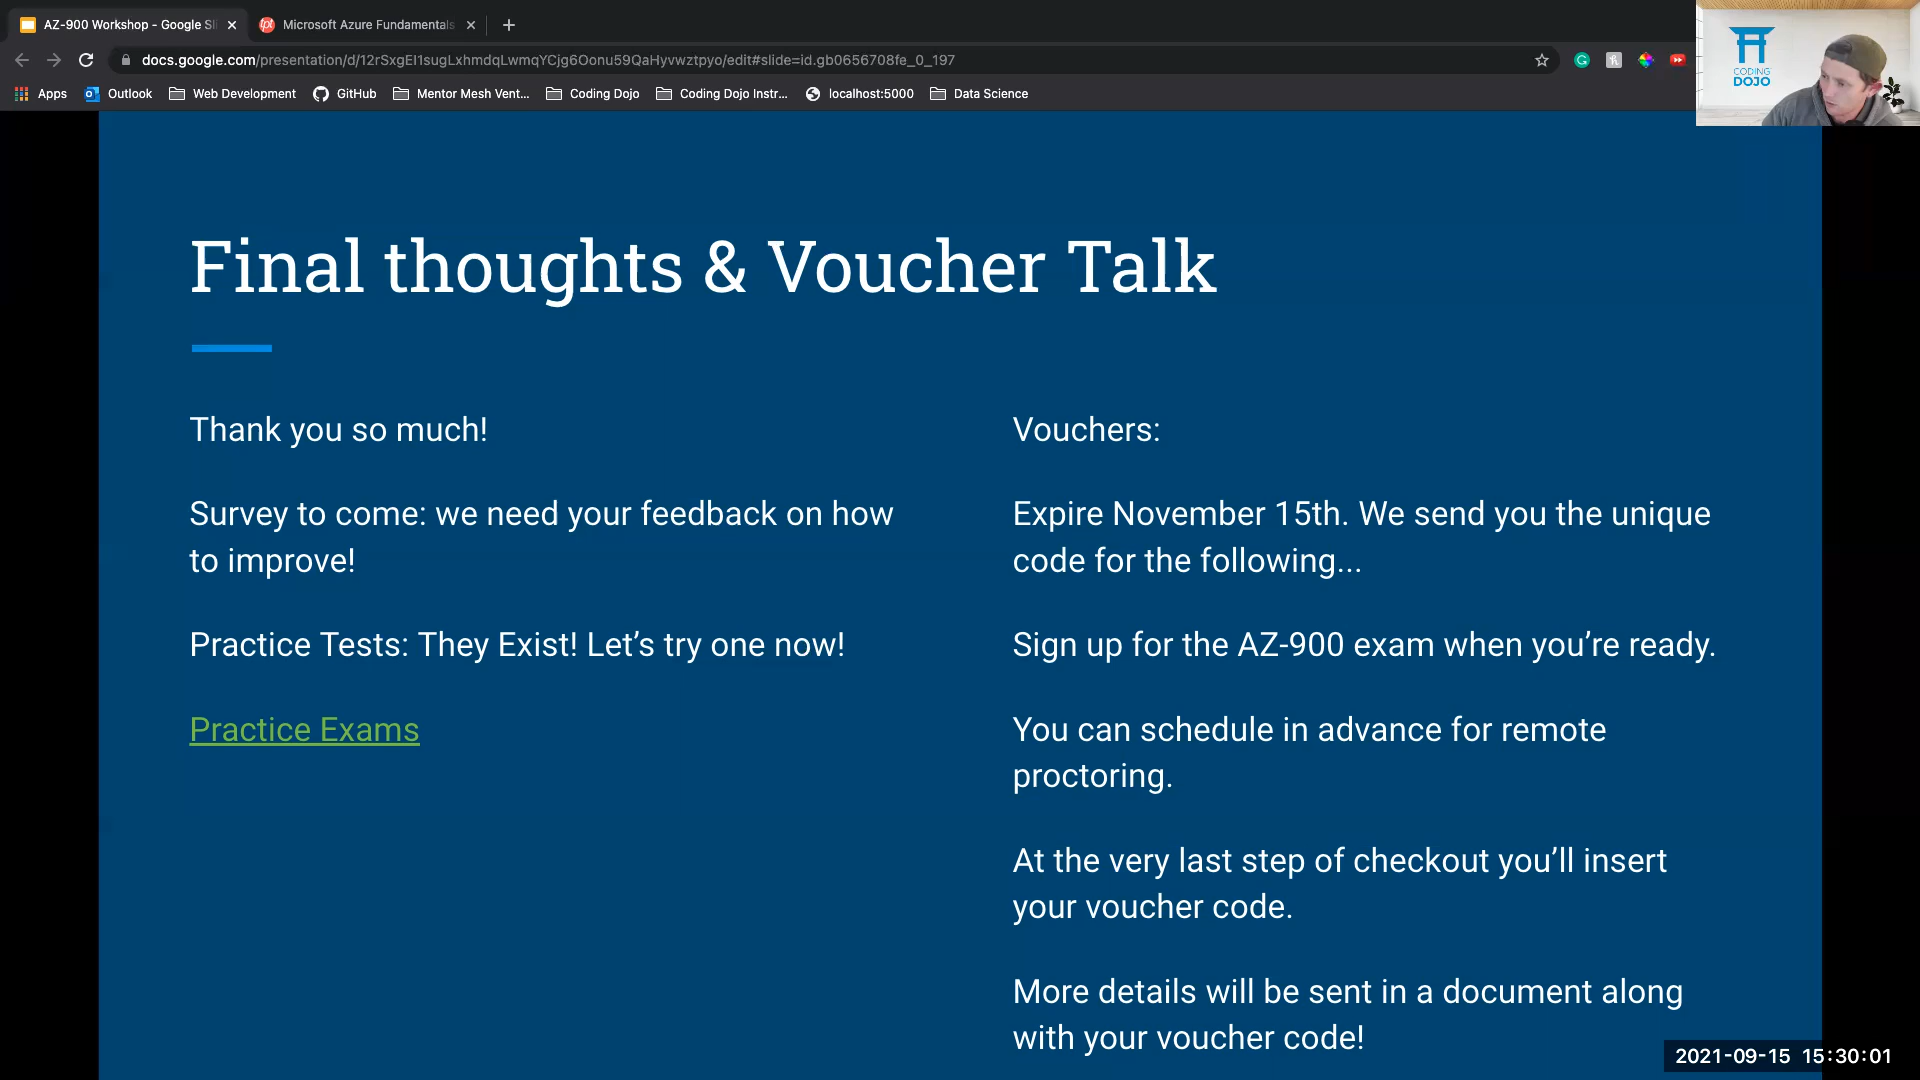 AZ-900 Workshop - Google Sl
Microsoft Azure Fundamentals
docs.google.com/presentation/d/12rSxgEI1sugLxhmdqLwmqYCjg6Oonu59QaHyvwztpyo/edit#slide=id.gb0656708fe_0_197
Apps
Outlook
Web Development
GitHub
Mentor Mesh Vent...
Coding Dojo
Coding Dojo Instr...
localhost:5000
Data Science
CODING
DOJO
Final thoughts & Voucher Talk
Thank you so much!
Survey to come: we need your feedback on how
to improve!
Practice Tests: They Exist! Let’s try one now!
Practice Exams
Vouchers:
Expire November 15th. We send you the unique
code for the following...
Sign up for the AZ-900 exam when you’re ready.
You can schedule in advance for remote
proctoring.
At the very last step of checkout you’ll insert
your voucher code.
More details will be sent in a document along
with your voucher code!
2021-09-15 15:30:01